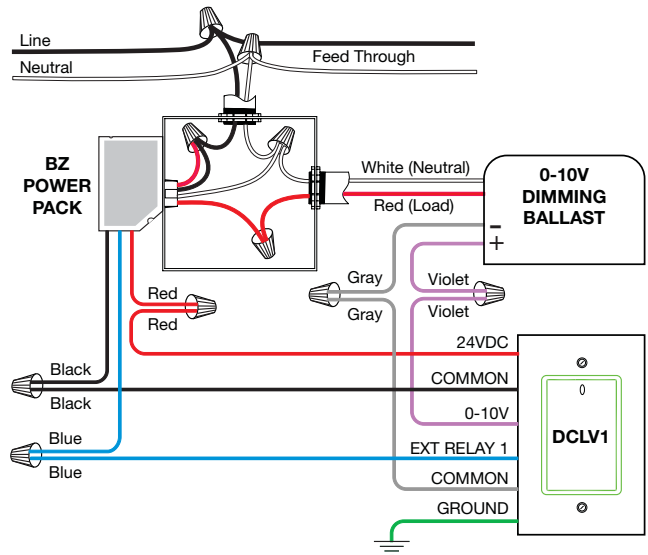 Line
Feed Through
Neutral
BZ
POWER
PACK
White (Neutral)
Red (Load)
0-10V
DIMMING
BALLAST
-
+
Gray
Gray
Violet
Violet
Red
Red
24VDC
Black
Black
COMMON
0-10V
DCLV1
Blue
Blue
EXT RELAY 1
COMMON
GROUND